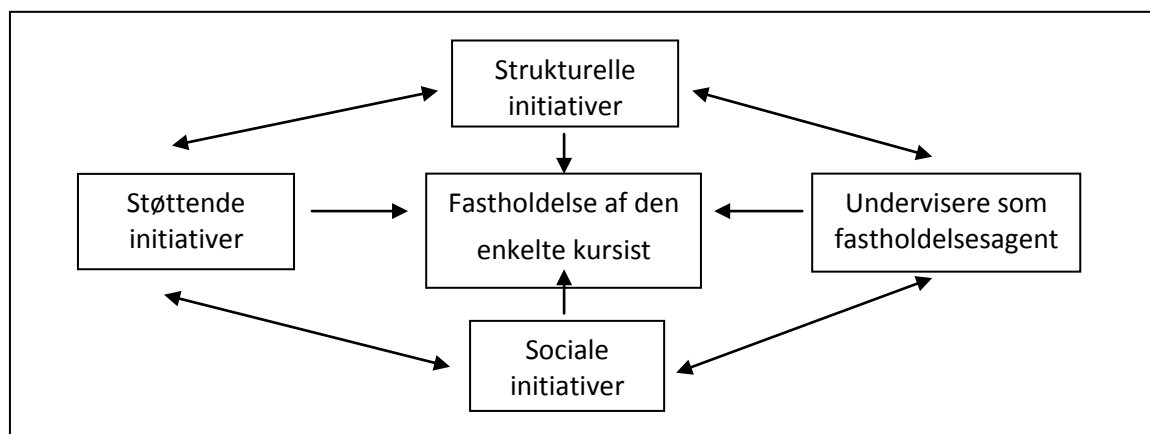 Strukturelle
initiativer
Støttende
initiativer
Fastholdelse af den
enkelte kursist
Undervisere som
fastholdelsesagent
Sociale
initiativer